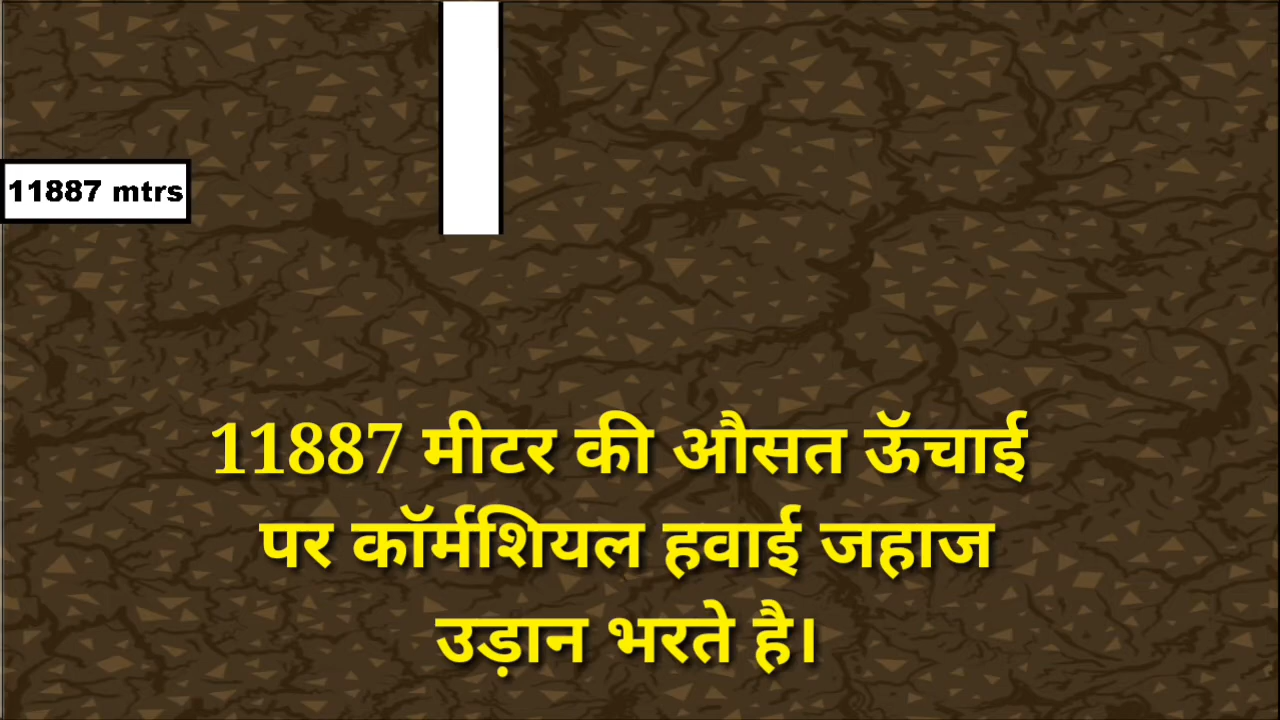 11887 mtrs
11887 मीटर की औसत ऊॅचाई
पर कॉर्मशियल हवाई जहाज
उड़ान भरते है।